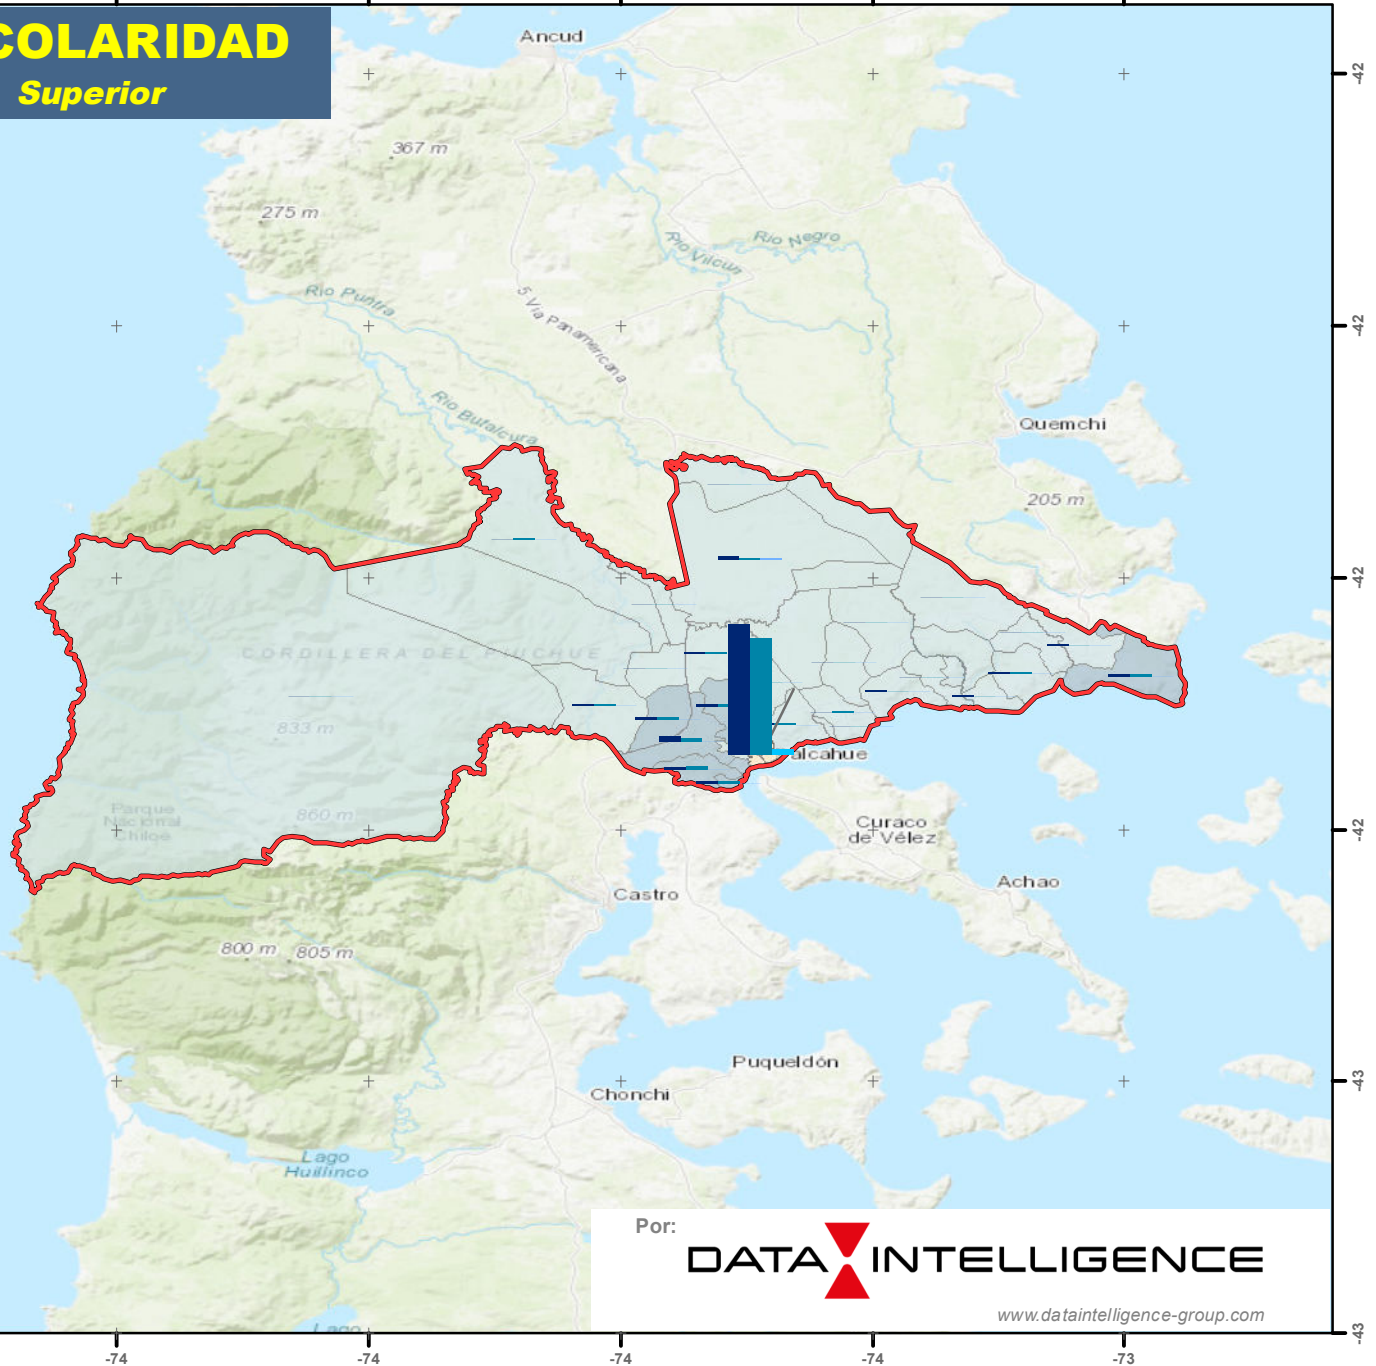 COLARIDAD
Superior
Ancud
367 m
275 m
Rio Negro
Rio Vilcun
Rio Puntra
5 Via Panamericana
Rio Butalcura
Quemchi
205 m
CORDILLERA DEL PIUCHUE
833 m
alcahue
Parque
Nacional
Chiloe
860 m
Curaco
de Vélez
Achao
Castro
800 m
805 m
Puqueldón
Chonchi
Lago
Huillinco
Lago
-42
-42
-42
-42
-43
-43
-74
-74
-74
-74
-73
Por:
DATA INTELLIGENCE
www.dataintelligence-group.com